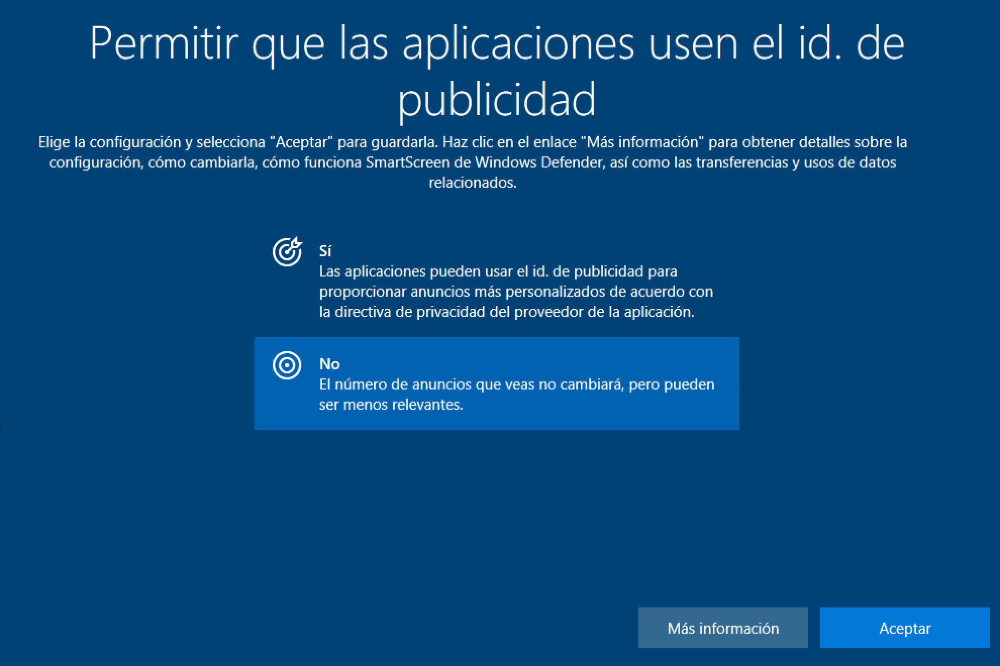 Permitir que las aplicaciones usen el id. de
publicidad
Elige la configuración y selecciona "Aceptar" para guardarla. Haz clic en el enlace "Más información" para obtener detalles sobre la
configuración, cómo cambiarla, cómo funciona SmartScreen de Windows Defender, así como las transferencias y usos de datos
relacionados.
Sí
Las aplicaciones pueden usar el id. de publicidad para
proporcionar anuncios más personalizados de acuerdo con
la directiva de privacidad del proveedor de la aplicación.
No
El número de anuncios que veas no cambiará, pero pueden
ser menos relevantes.
Más información
Aceptar